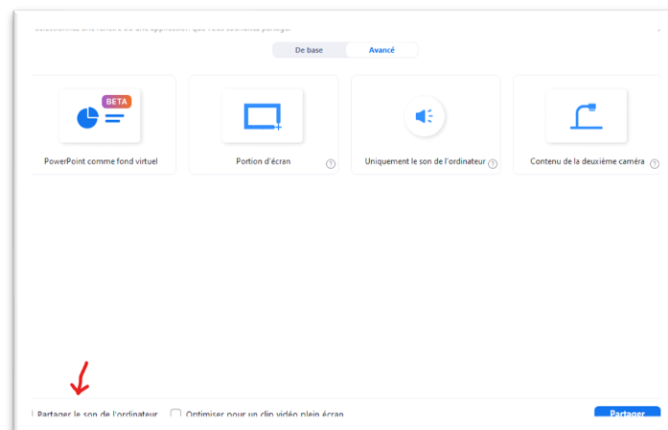 De base Avancé
BETA
PowerPoint comme fond virtuel
Portion d'écran ?
Uniquement le son de l'ordinateur ?
Contenu de la deuxième caméra ?
Partager le son de l'ordinateur Optimiser pour un clip vidéo plein écran
Partager